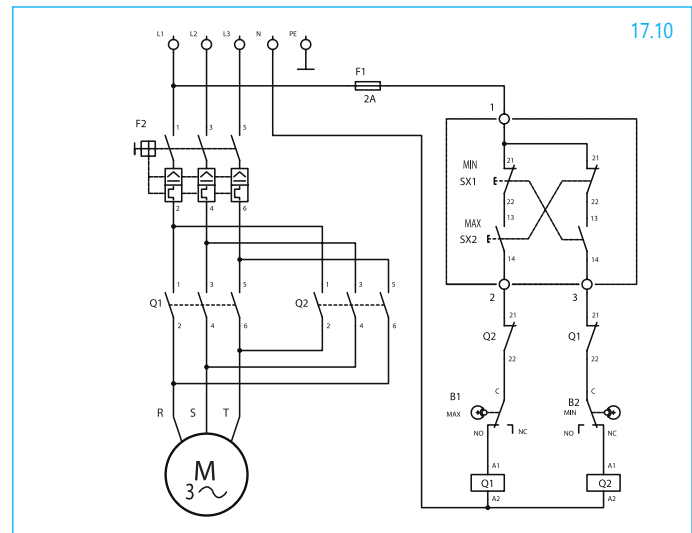 17.10
L1 L2 L3 N PE
F1
2A
F2
1 3 5
2 4 6
1
MIN
SX1
21 21
22 22
MAX
SX2
13 13
14 14
2 3
Q1
1 3 5
2 4 6
Q2
1 3 5
2 4 6
Q2
21
22
Q1
21
22
B1
MAX
C
NO NC
B2
MIN
C
NO NC
R S T
M
3
A1
Q1
A2
A1
Q2
A2